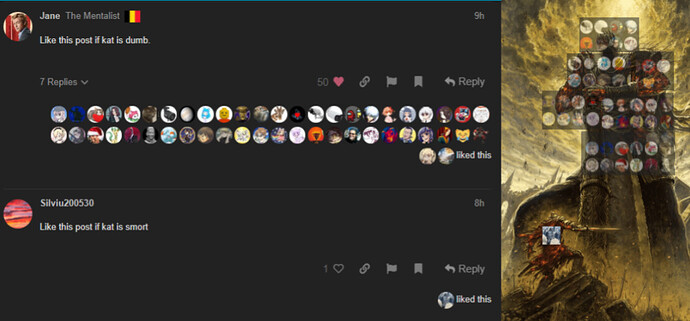 Jane The Mentalist 9h
Like this post if kat is dumb.
7 Replies 50 Reply
liked this
Silviu200530 8h
Like this post if kat is smort
1 Reply
liked this